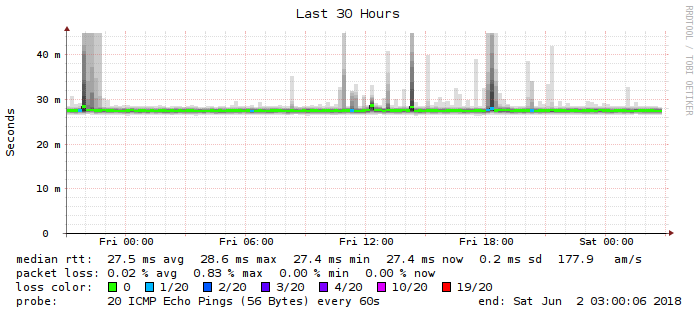 Last 30 Hours
RRDTOOL / TOBI OETIKER
Seconds
40 m
30 m
20 m
10 m
0
Fri 00:00 Fri 06:00 Fri 12:00 Fri 18:00 Sat 00:00
median rtt: 27.5 ms avg 28.6 ms max 27.4 ms min 27.4 ms now 0.2 ms sd 177.9 am/s
packet loss: 0.02 % avg 0.83 % max 0.00 % min 0.00 % now
loss color: 0 1/20 2/20 3/20 4/20 10/20 19/20
probe: 20 ICMP Echo Pings (56 Bytes) every 60s end: Sat Jun 2 03:00:06 2018